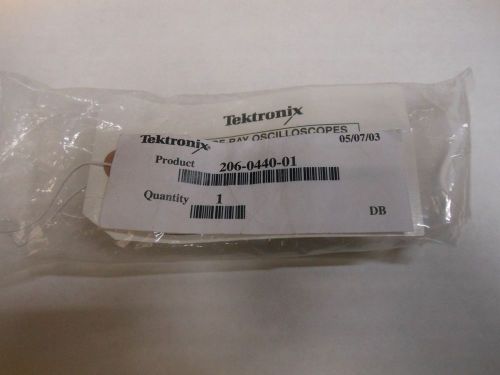 Tektronix
RAY OSCILLOSCOPES
Tektronix 05/07/03
Product 206-0440-01
Quantity 1
DB